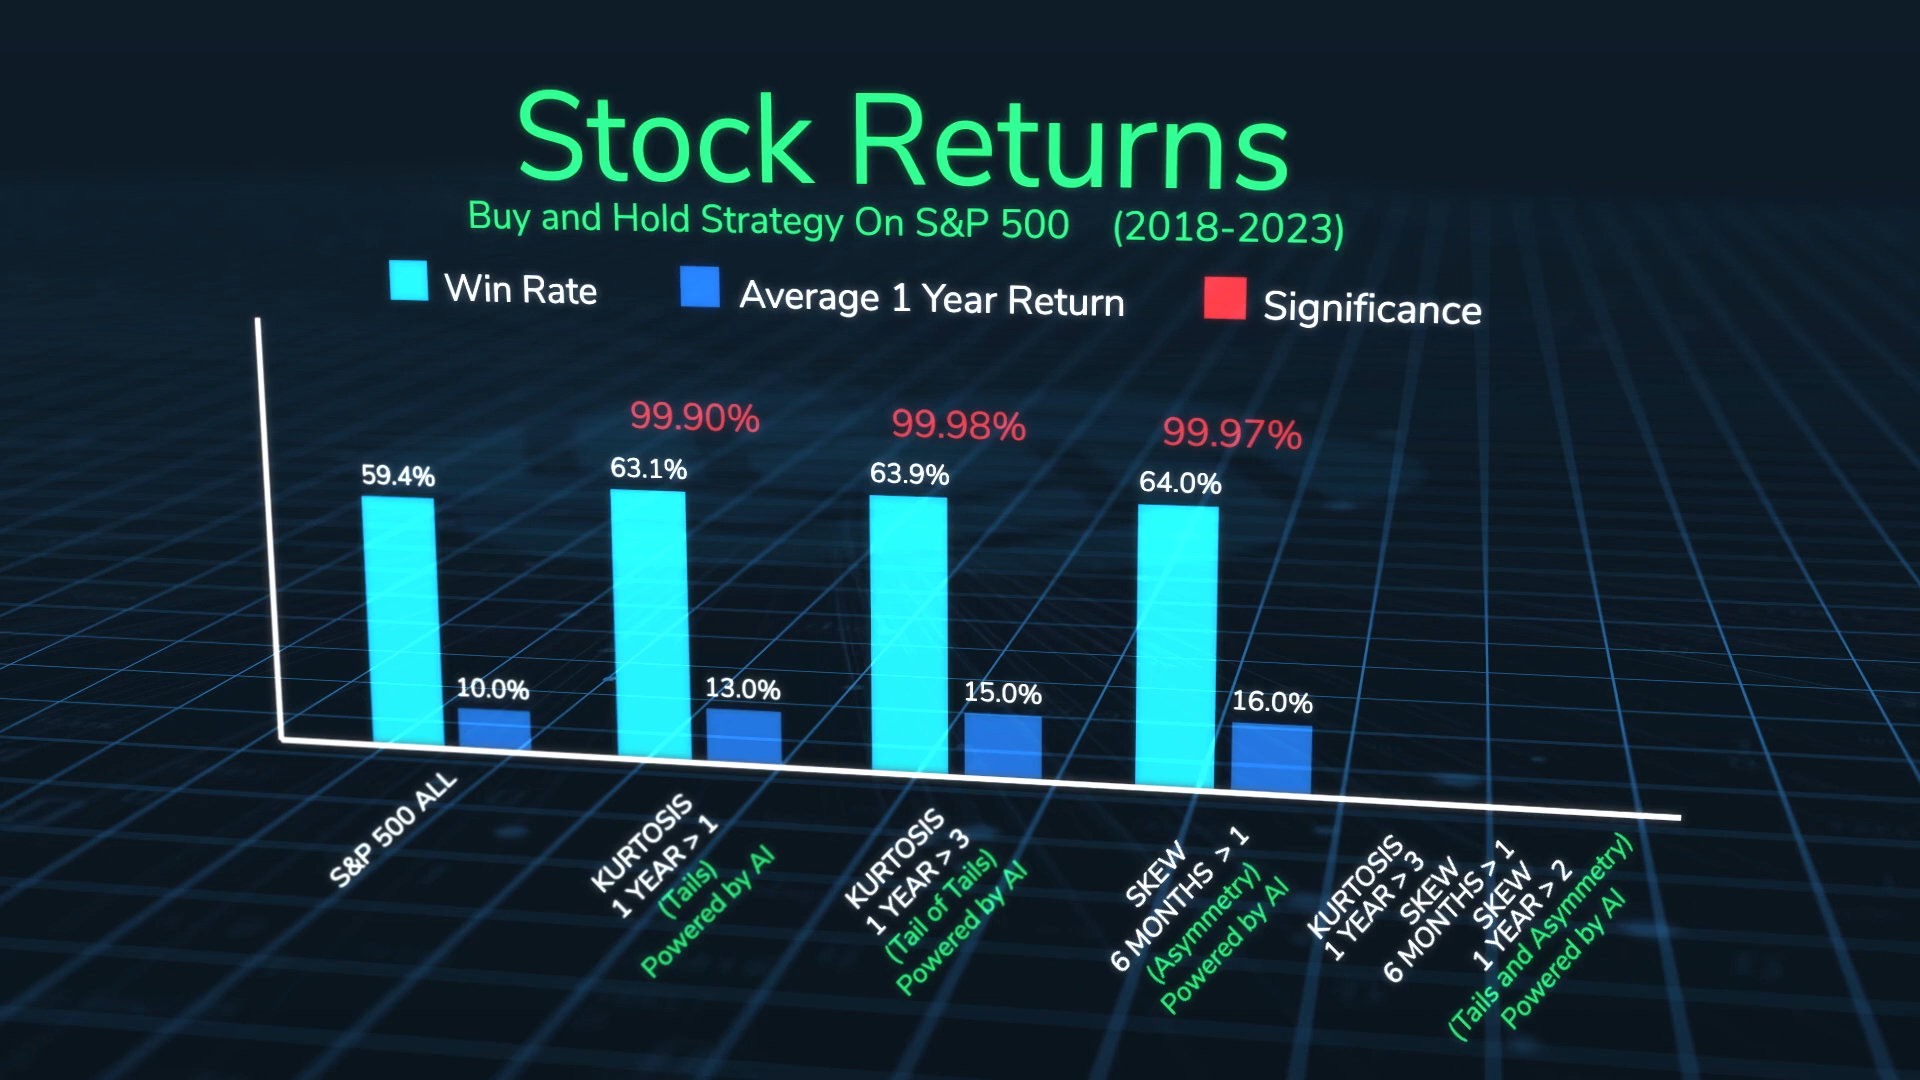 Stock Returns
Buy and Hold Strategy On S&P 500 (2018-2023)
Win Rate
Average 1 Year Return
Significance
99.90%
99.98%
99.97%
59.4%
63.1%
63.9%
64.0%
10.0%
13.0%
15.0%
16.0%
S&P 500 ALL
KURTOSIS
1 YEAR > 1
(Tails)
Powered by AI
KURTOSIS
1 YEAR > 3
(Tail of Tails)
Powered by AI
SKEW
6 MONTHS > 1
(Asymmetry)
Powered by AI
KURTOSIS
1 YEAR > 3
SKEW
6 MONTHS > 1
SKEW
1 YEAR > 2
(Tails and Asymmetry)
Powered by AI